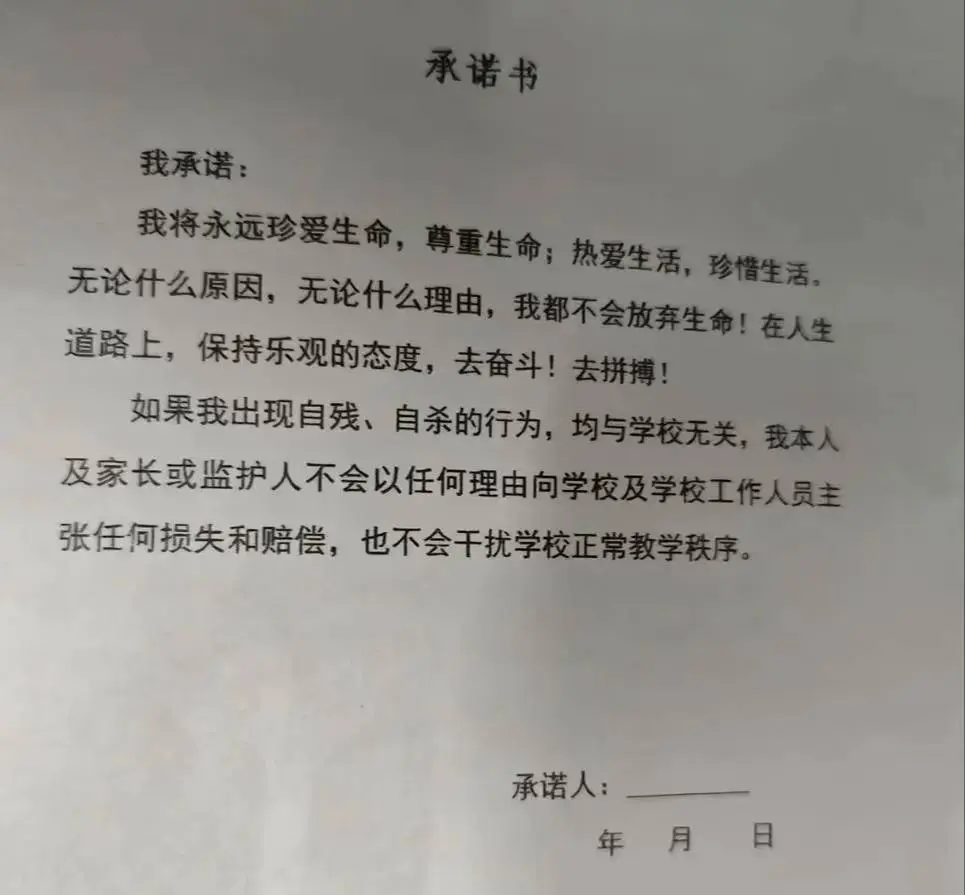 承诺书
我承诺：
我将永远珍爱生命，尊重生命；热爱生活，珍惜生活。
无论什么原因，无论什么理由，我都不会放弃生命！在人生
道路上，保持乐观的态度，去奋斗！去拼搏！
如果我出现自残、自杀的行为，均与学校无关，我本人
及家长或监护人不会以任何理由向学校及学校工作人员主
张任何损失和赔偿，也不会干扰学校正常教学秩序。
承诺人：
年 月 日